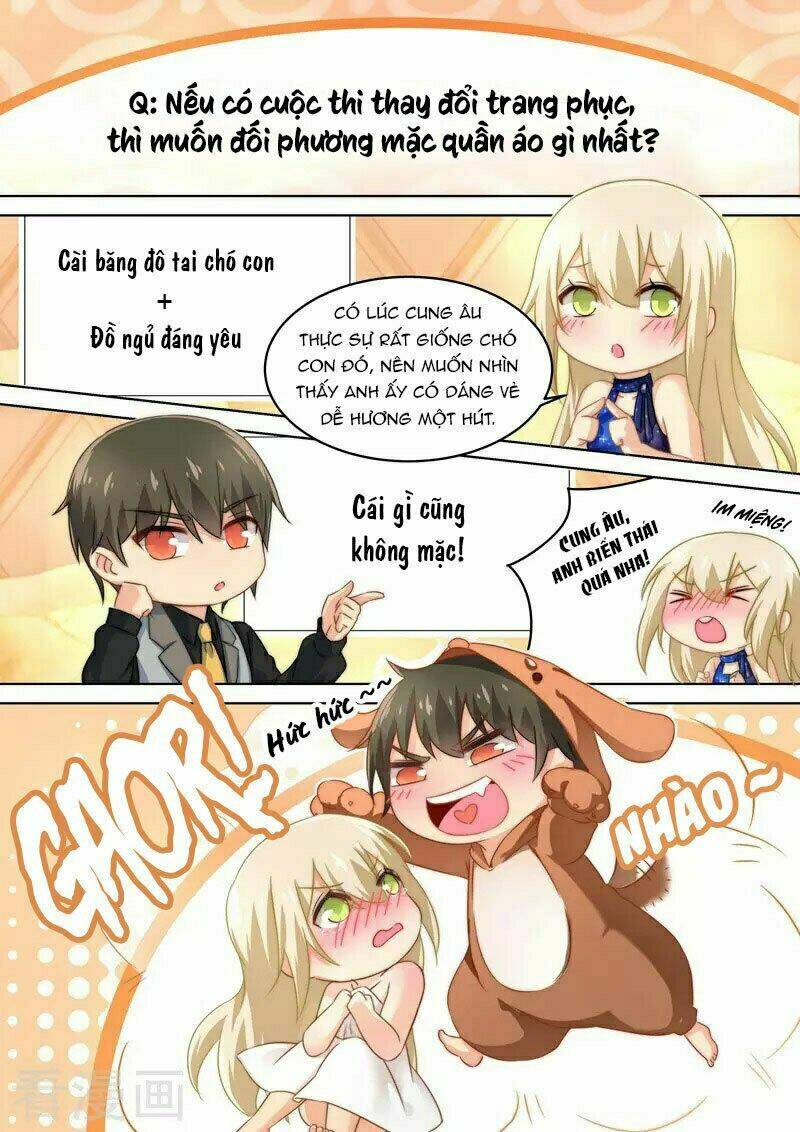 Q: Nếu có cuộc thi thay đổi trang phục,
thì muốn đối phương mặc quần áo gì nhất?
Cài băng đô tai chó con
+
Đồ ngủ đáng yêu
CÓ LÚC CUNG ÂU
THỰC SỰ RẤT GIỐNG CHÓ
CON ĐÓ, NÊN MUỐN NHÌN
THẤY ANH ẤY CÓ DÁNG VẺ
DỄ HƯƠNG MỘT HÚT.
Cái gì cũng
không mặc!
CUNG ÂU,
ANH BIẾN THÁI
QUÁ NHA!
IM MIỆNG!
GAOR!
Hức hức ~~
NHÀO ~
看漫画